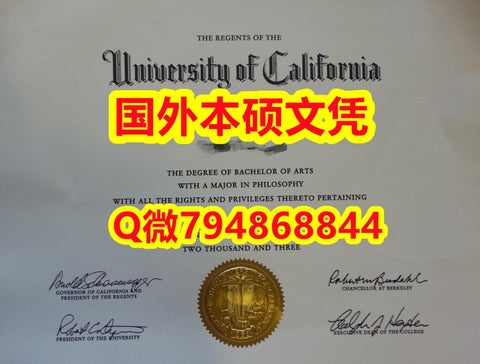 THE REGENTS OF THE
University of California
国外本硕文凭
THE DEGREE OF BACHELOR OF ARTS
WITH A MAJOR IN PHILOSOPHY
WITH ALL THE RIGHTS AND PRIVILEGES THERETO PERTAINING
Q微794868844
TWO THOUSAND AND THREE
GOVERNOR OF CALIFORNIA AND
PRESIDENT OF THE REGENTS
CHANCELLOR AT BERKELEY
PRESIDENT OF THE UNIVERSITY
EXECUTIVE DEAN OF THE COLLEGE